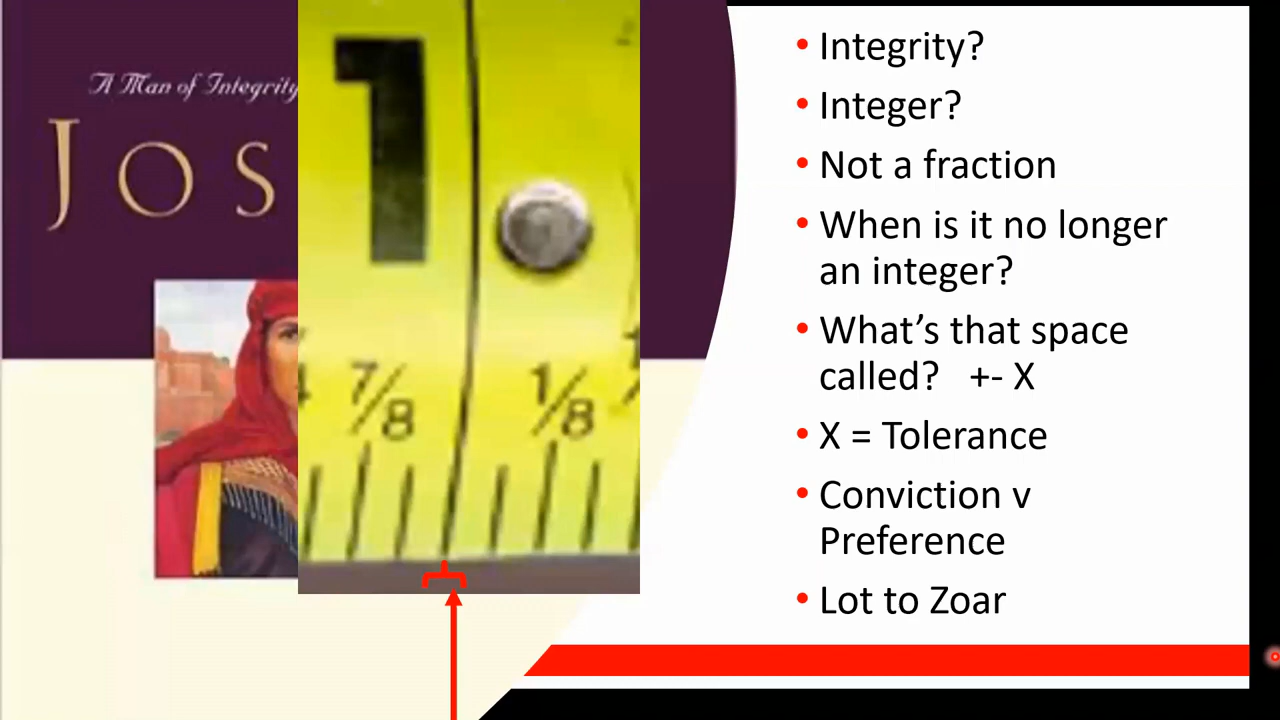 A Man of Integrity
JOS
1
7/8
1/8
• Integrity?
• Integer?
• Not a fraction
• When is it no longer
an integer?
• What’s that space
called? +- X
• X = Tolerance
• Conviction v
Preference
• Lot to Zoar